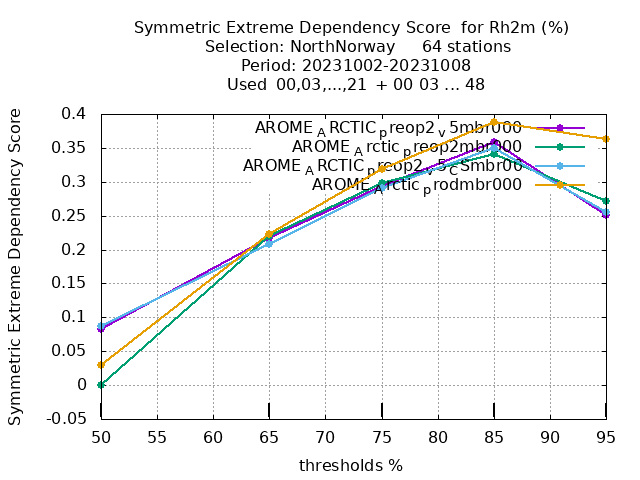 Symmetric Extreme Dependency Score for Rh2m (%)
Selection: NorthNorway 64 stations
Period: 20231002-20231008
Used 00,03,...,21 + 00 03 ... 48
Symmetric Extreme Dependency Score
0.4
0.35
0.3
0.25
0.2
0.15
0.1
0.05
0
-0.05
AROME_ARCTIC_preop2_v5mbr000
AROME_Arctic_preop2mbr000
AROME_ARCTIC_preop2_v5_CSmbr00
AROME_Arctic_prodmbr000
50 55 60 65 70 75 80 85 90 95
thresholds %